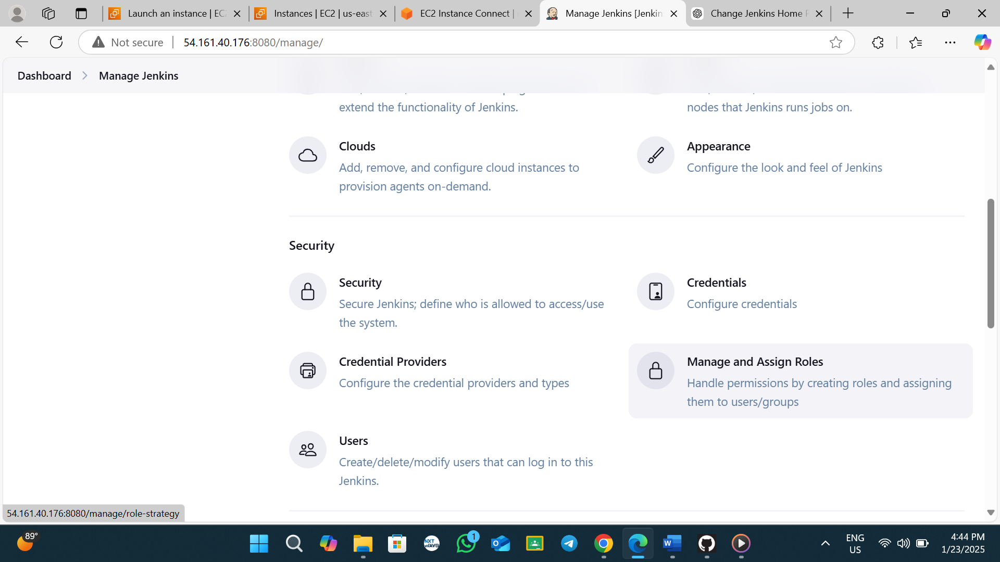 Launch an instance | EC2
Instances | EC2 | us-east
EC2 Instance Connect |
Manage Jenkins [Jenkin
Change Jenkins Home P
Not secure
54.161.40.176:8080/manage/
Dashboard
Manage Jenkins
extend the functionality of Jenkins.
nodes that Jenkins runs jobs on.
Clouds
Add, remove, and configure cloud instances to
provision agents on-demand.
Appearance
Configure the look and feel of Jenkins
Security
Security
Secure Jenkins; define who is allowed to access/use
the system.
Credentials
Configure credentials
Credential Providers
Configure the credential providers and types
Manage and Assign Roles
Handle permissions by creating roles and assigning
them to users/groups
Users
Create/delete/modify users that can log in to this
Jenkins.
54.161.40.176:8080/manage/role-strategy
89°
NXT
WAVE
1
ENG
US
4:44 PM
1/23/2025